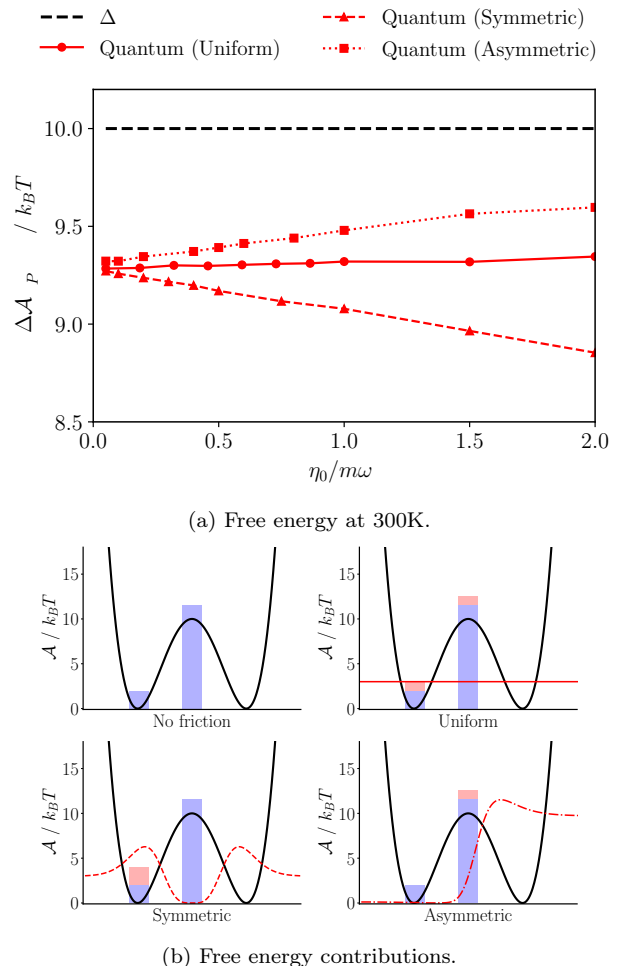 Δ
Quantum (Uniform)
Quantum (Symmetric)
Quantum (Asymmetric)
10.0
9.5
9.0
8.5
Δ𝒜 P / k_BT
0.0 0.5 1.0 1.5 2.0
η₀/mω
(a) Free energy at 300K.
15
10
5
0
𝒜 / k_BT
No friction
15
10
5
0
𝒜 / k_BT
Uniform
15
10
5
0
𝒜 / k_BT
Symmetric
15
10
5
0
𝒜 / k_BT
Asymmetric
(b) Free energy contributions.